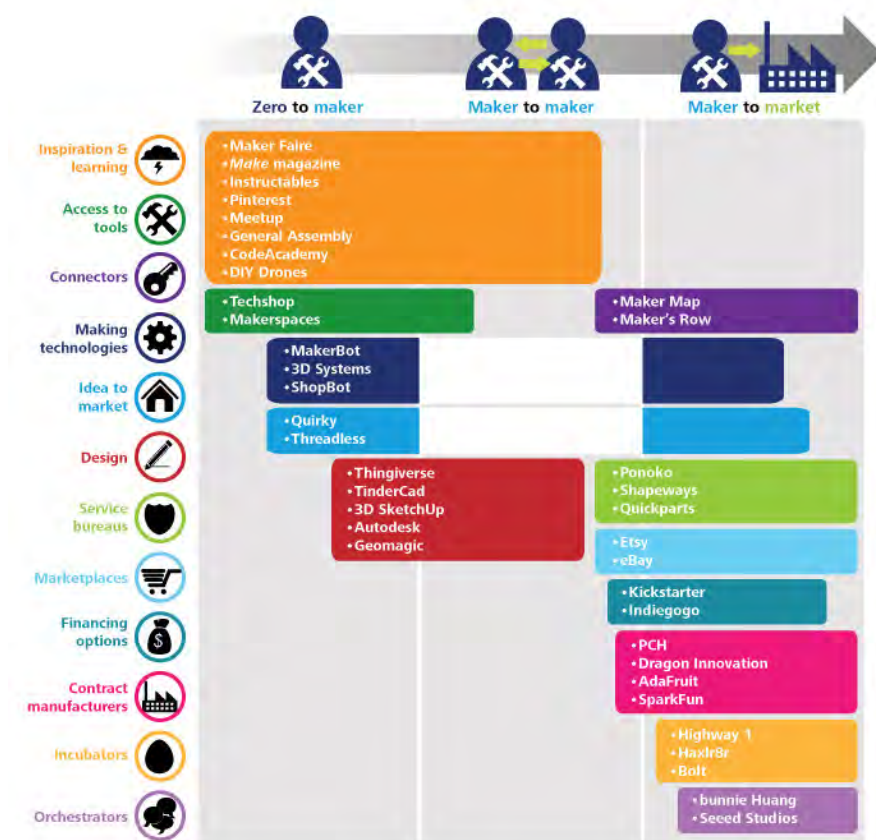 Zero to maker
Maker to maker
Maker to market
Inspiration &
learning
Access to
tools
Connectors
Making
technologies
Idea to
market
Design
Service
bureaus
Marketplaces
Financing
options
Contract
manufacturers
Incubators
Orchestrators
•Maker Faire
•Make magazine
•Instructables
•Pinterest
•Meetup
•General Assembly
•CodeAcademy
•DIY Drones
•Techshop
•Makerspaces
•Maker Map
•Maker's Row
•MakerBot
•3D Systems
•ShopBot
•Quirky
•Threadless
•Thingiverse
•TinderCad
•3D SketchUp
•Autodesk
•Geomagic
•Ponoko
•Shapeways
•Quickparts
•Etsy
•eBay
•Kickstarter
•Indiegogo
$
•PCH
•Dragon Innovation
•AdaFruit
•SparkFun
•Highway 1
•Haxlr8r
•Bolt
•bunnie Huang
•Seeed Studios